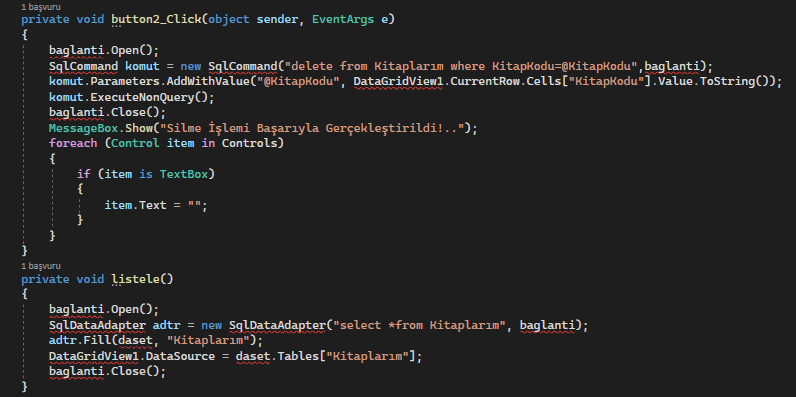 1 başvuru
private void button2_Click(object sender, EventArgs e)
{
baglanti.Open();
SqlCommand komut = new SqlCommand("delete from Kitaplarım where KitapKodu=@KitapKodu",baglanti);
komut.Parameters.AddWithValue("@KitapKodu", DataGridView1.CurrentRow.Cells["KitapKodu"].Value.ToString());
komut.ExecuteNonQuery();
baglanti.Close();
MessageBox.Show("Silme İşlemi Başarıyla Gerçekleştirildi!..");
foreach (Control item in Controls)
{
if (item is TextBox)
{
item.Text = "";
}
}
}
1 başvuru
private void listele()
{
baglanti.Open();
SqlDataAdapter adtr = new SqlDataAdapter("select *from Kitaplarım", baglanti);
adtr.Fill(daset, "Kitaplarım");
DataGridView1.DataSource = daset.Tables["Kitaplarım"];
baglanti.Close();
}